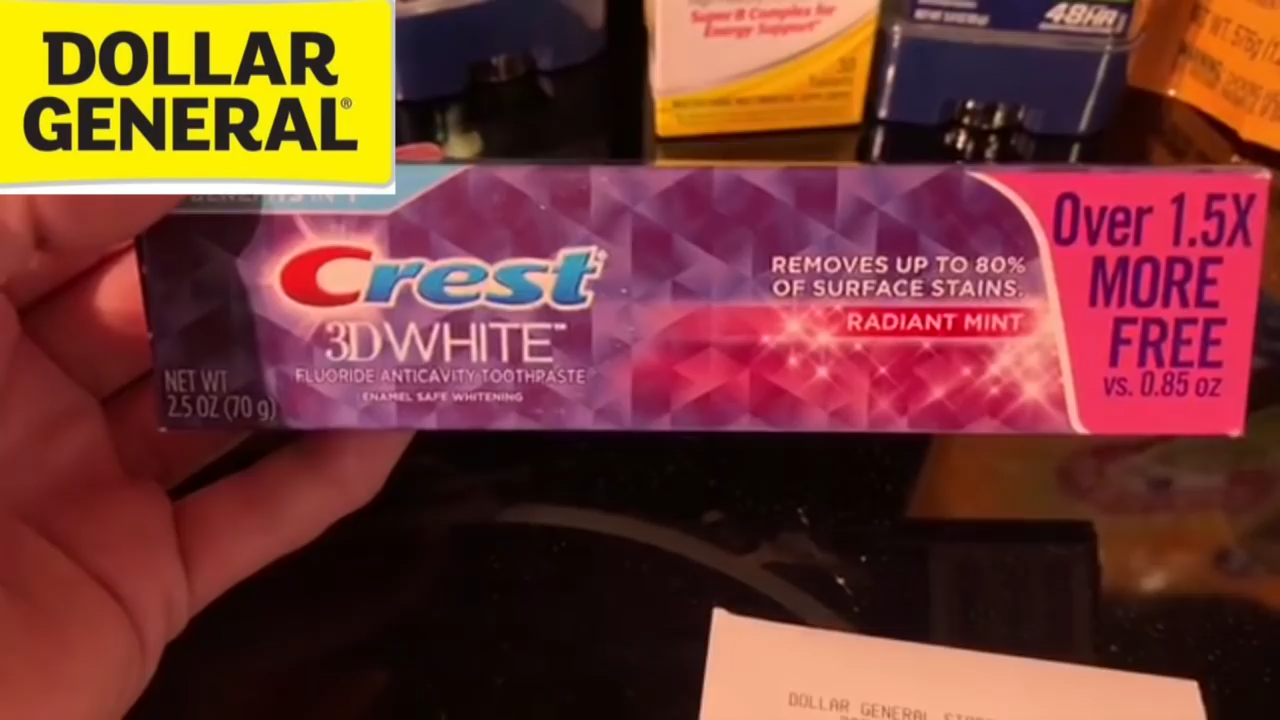 DOLLAR
GENERAL®
Super B Complex for
Energy Support
48HR
Crest
3D WHITE™
FLUORIDE ANTICAVITY TOOTHPASTE
ENAMEL SAFE WHITENING
NET WT
2.5 OZ (70 g)
REMOVES UP TO 80%
OF SURFACE STAINS.
RADIANT MINT
Over 1.5X
MORE
FREE
vs. 0.85 oz
DOLLAR GENERAL